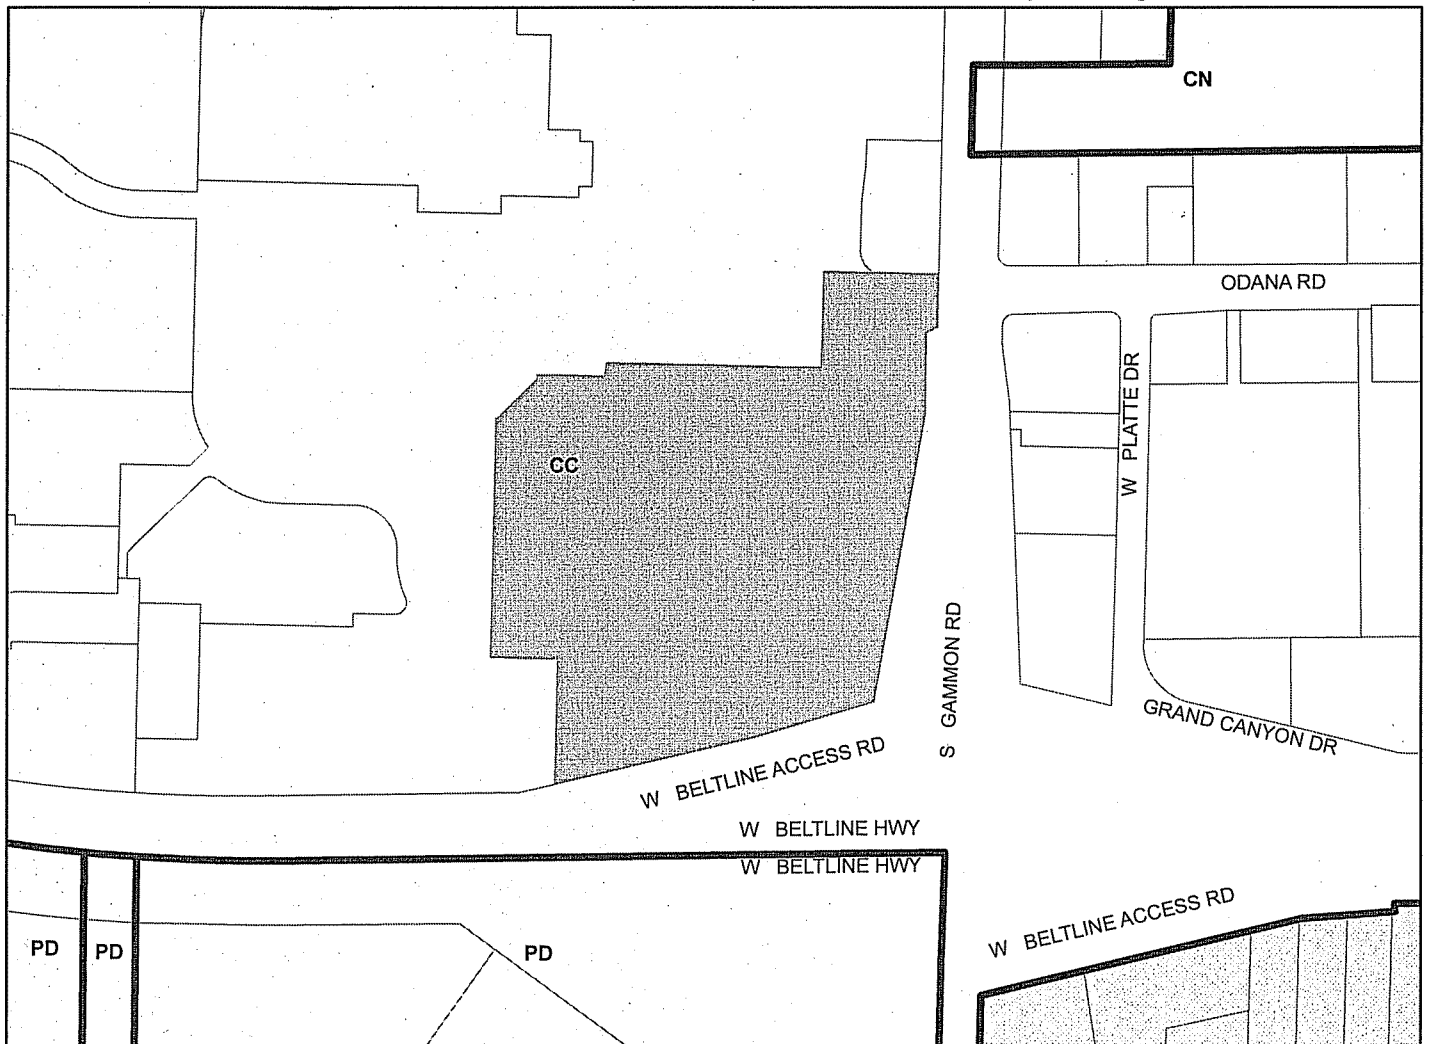 CN
ODANA RD
W PLATTE DR
CC
S GAMMON RD
GRAND CANYON DR
W BELTLINE ACCESS RD
W BELTLINE HWY
W BELTLINE HWY
W BELTLINE ACCESS RD
PD
PD
PD